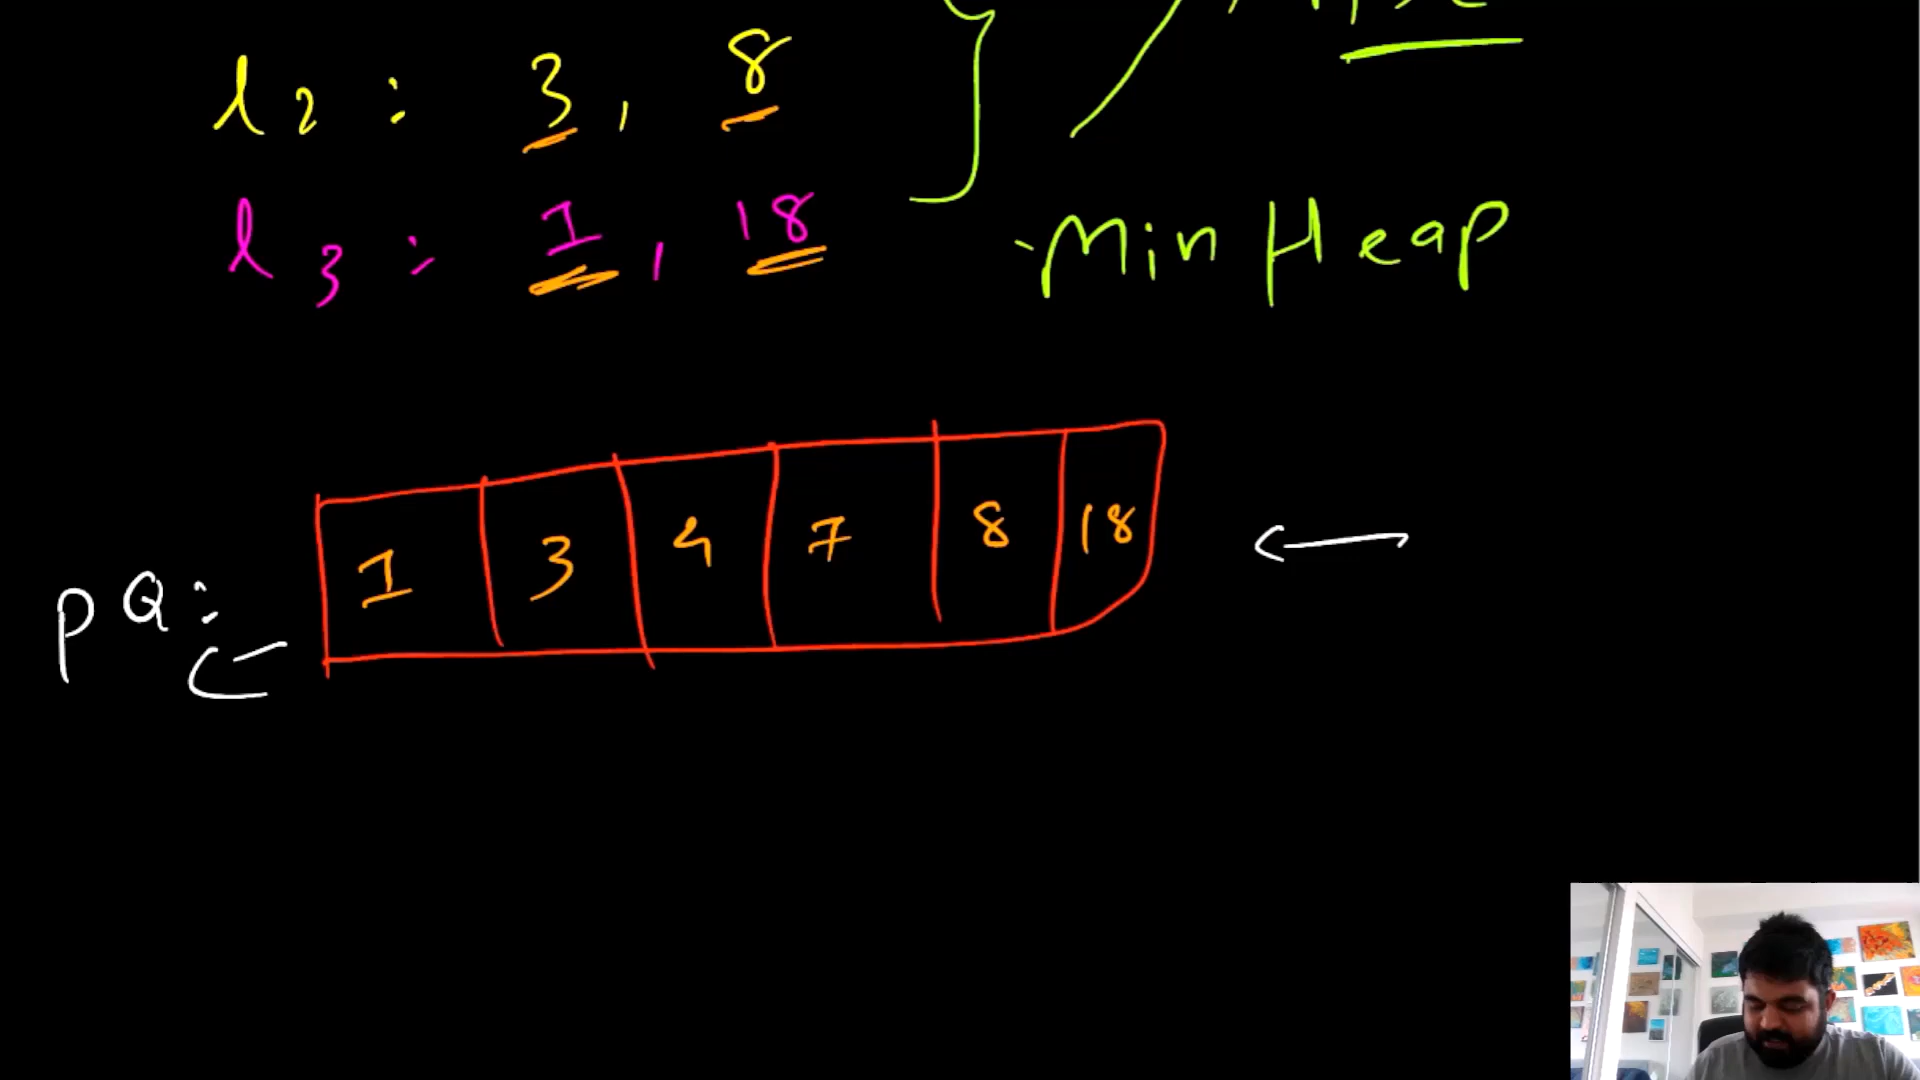 l2 : 3, 8
l3 : 1, 18
Min Heap
PQ: 1 3 4 7 8 18